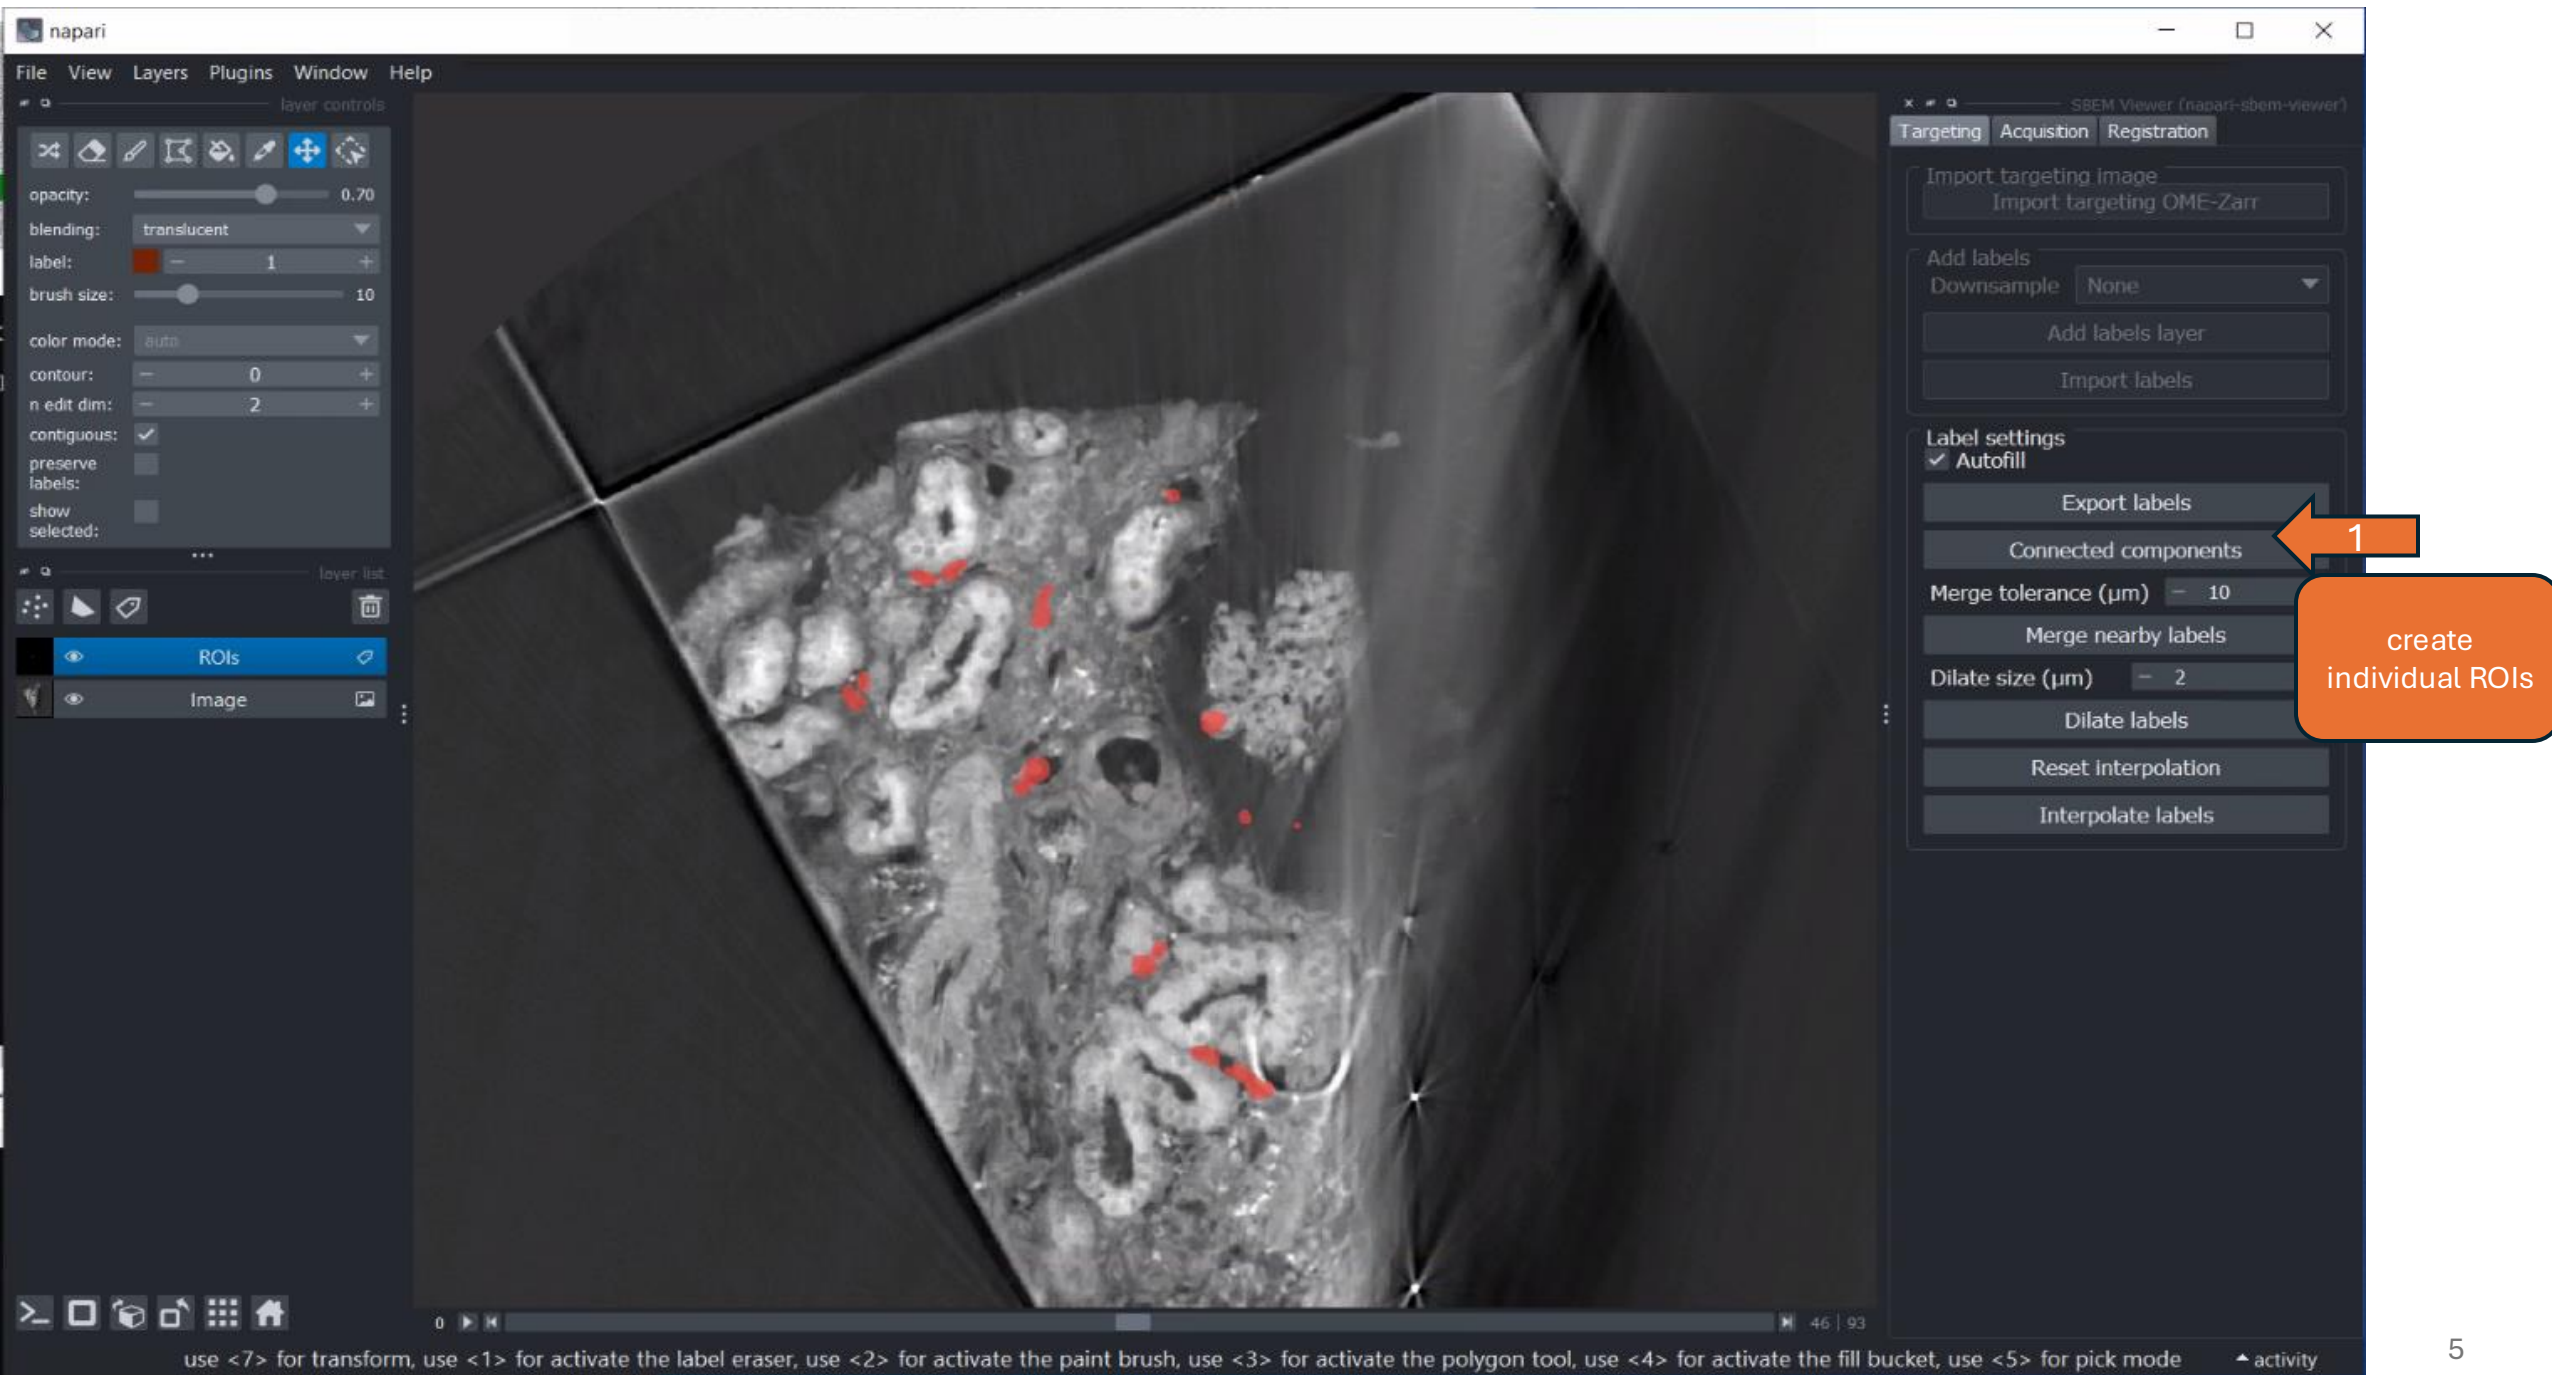 napari
File View Layers Plugins Window Help
layer controls
opacity: 0.70
blending: translucent
label: 1
brush size: 10
color mode: auto
contour: 0
n edit dim: 2
contiguous:
preserve
labels:
show
selected:
layer list
ROIs
Image
0
46 | 93
use <7> for transform, use <1> for activate the label eraser, use <2> for activate the paint brush, use <3> for activate the polygon tool, use <4> for activate the fill bucket, use <5> for pick mode
activity
SBEM Viewer (napari-sbem-viewer)
Targeting Acquisition Registration
Import targeting image
Import targeting OME-Zarr
Add labels
Downsample None
Add labels layer
Import labels
Label settings
Autofill
Export labels
Connected components
Merge tolerance (μm) − 10
Merge nearby labels
Dilate size (μm) − 2
Dilate labels
Reset interpolation
Interpolate labels
1
create
individual ROIs
5